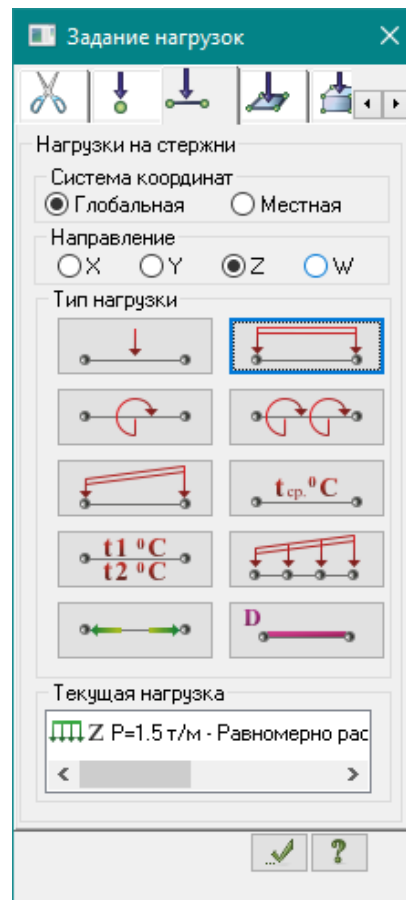 Задание нагрузок
Нагрузки на стержни
Система координат
Глобальная Местная
Направление
X Y Z W
Тип нагрузки
t ср. ⁰C
t1 ⁰C
t2 ⁰C
D
Текущая нагрузка
Z P=1.5 т/м - Равномерно рас